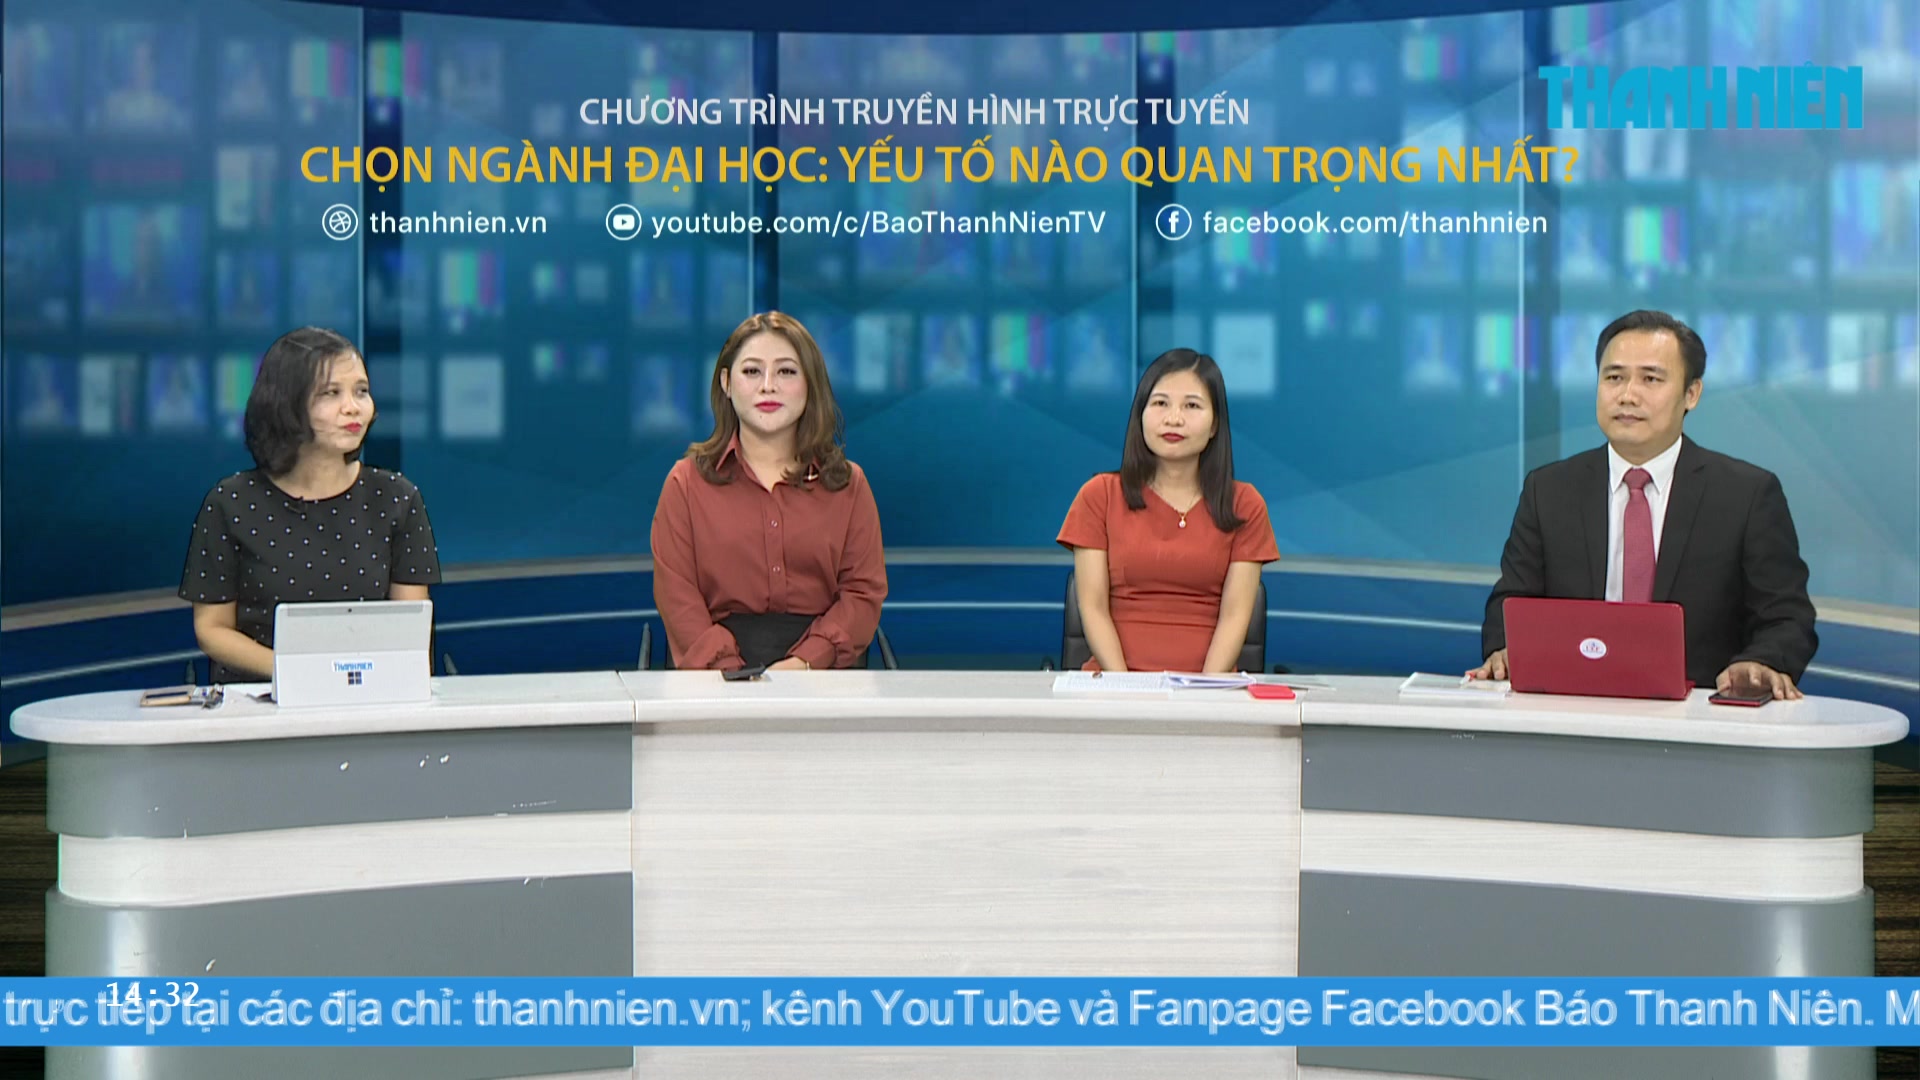 THANH NIÊN
CHƯƠNG TRÌNH TRUYỀN HÌNH TRỰC TUYẾN
CHỌN NGÀNH ĐẠI HỌC: YẾU TỐ NÀO QUAN TRỌNG NHẤT?
thanhnien.vn youtube.com/c/BaoThanhNienTV facebook.com/thanhnien
THANH NIÊN
14:32
trực tiếp tại các địa chỉ: thanhnien.vn; kênh YouTube và Fanpage Facebook Báo Thanh Niên. M